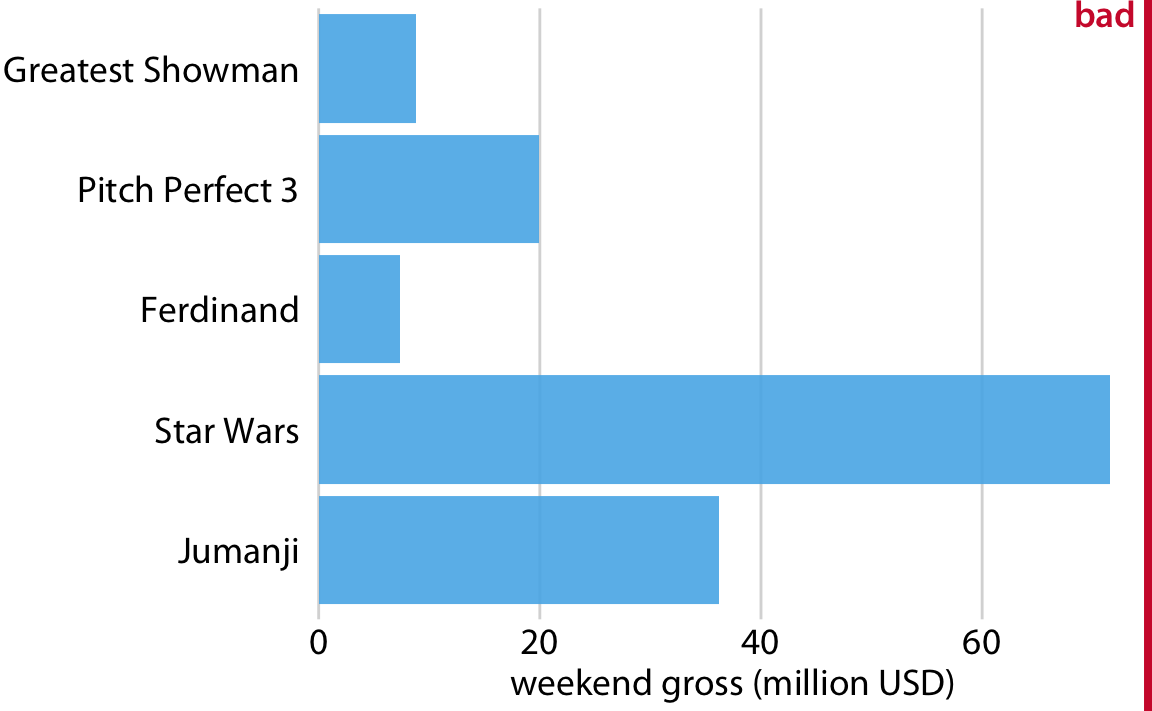 bad
Greatest Showman
Pitch Perfect 3
Ferdinand
Star Wars
Jumanji
0 20 40 60
weekend gross (million USD)